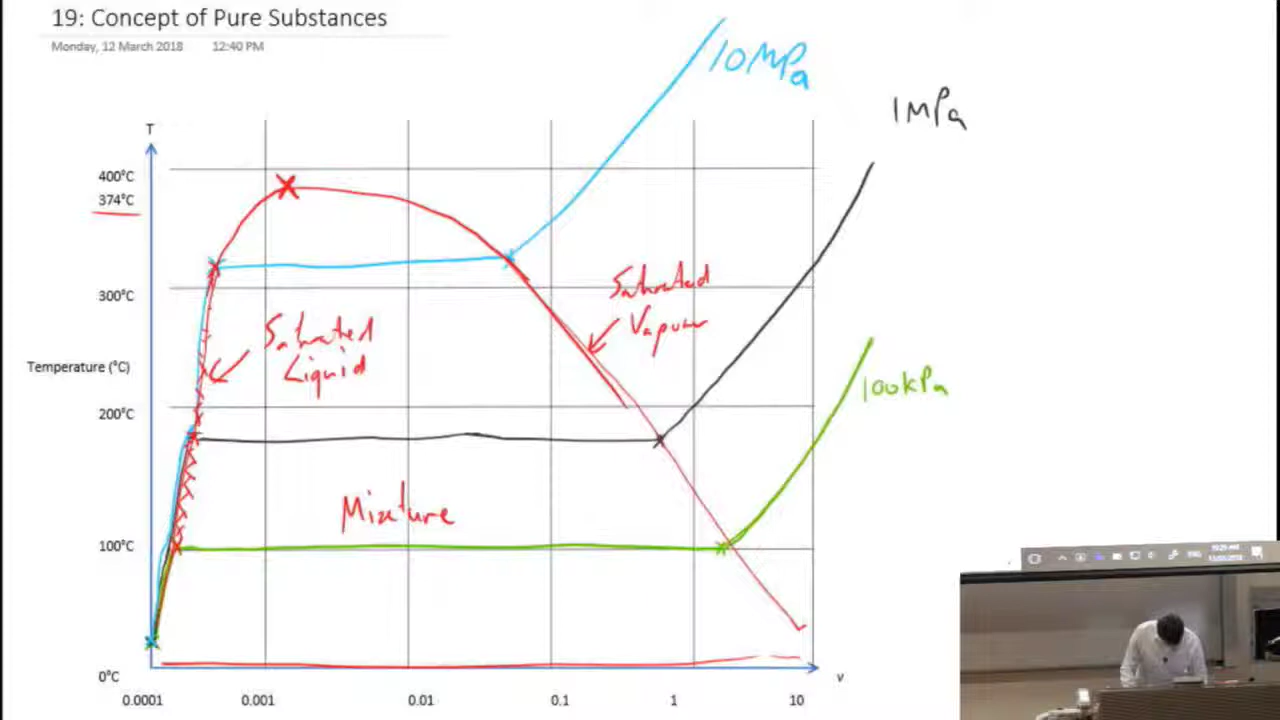 19: Concept of Pure Substances
Monday, 12 March 2018 12:40 PM
10MPa
1MPa
T
400°C
374°C
Saturated
Vapour
300°C
Saturated
Liquid
Temperature (°C)
100kPa
200°C
Mixture
100°C
0°C
v
0.0001 0.001 0.01 0.1 1 10